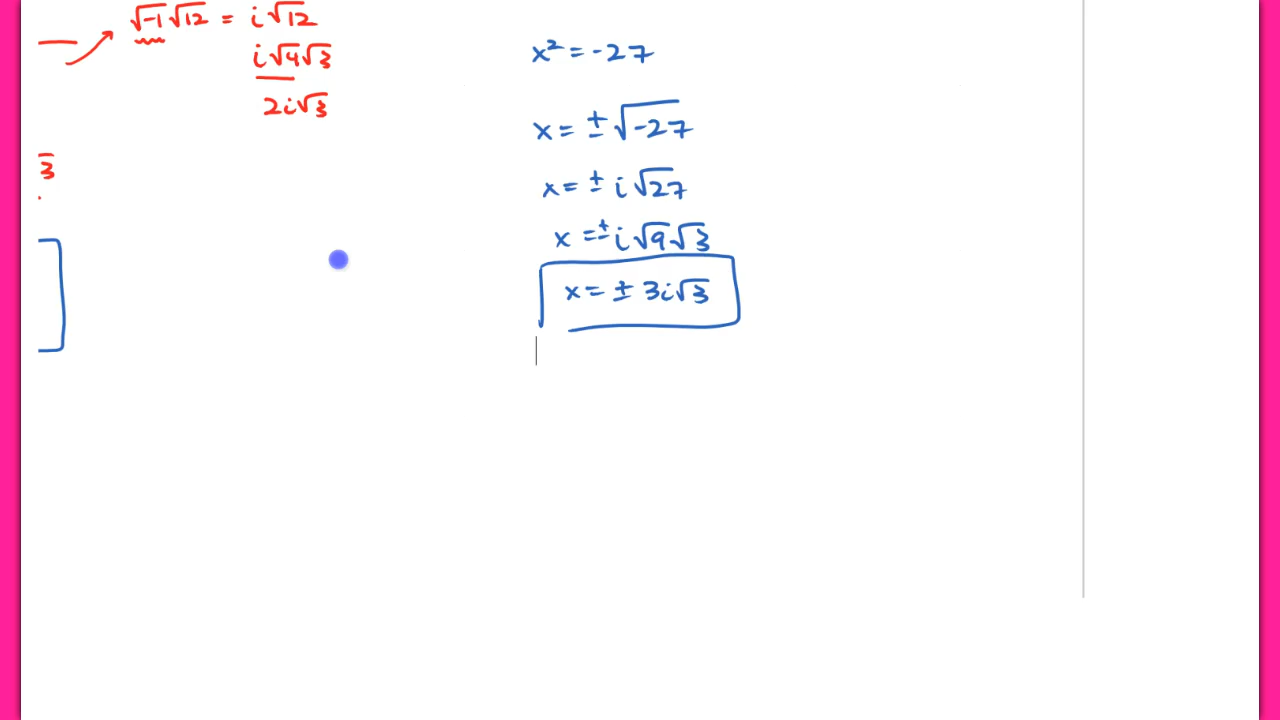 √-1 √12 = i√12
i√4√3
2i√3
3
x² = -27
x = ± √-27
x = ± i√27
x = ± i√9√3
x = ± 3i√3